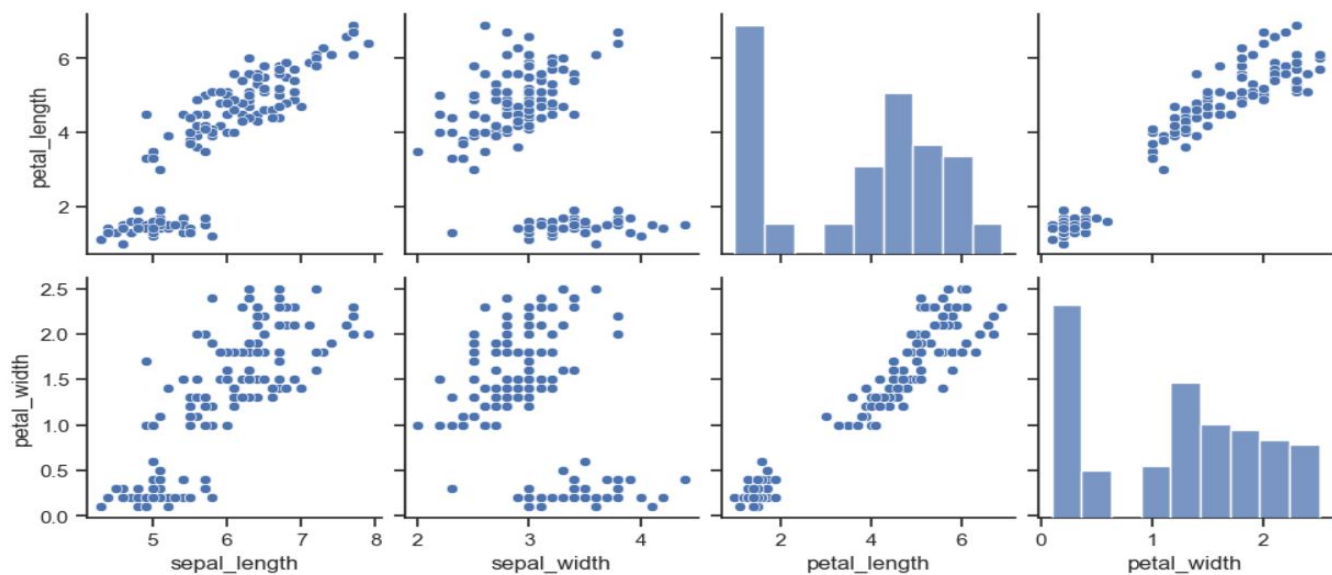 petal_length
6
4
2
petal_width
2.5
2.0
1.5
1.0
0.5
0.0
5 6 7 8
2 3 4
2 4 6
0 1 2
sepal_length
sepal_width
petal_length
petal_width